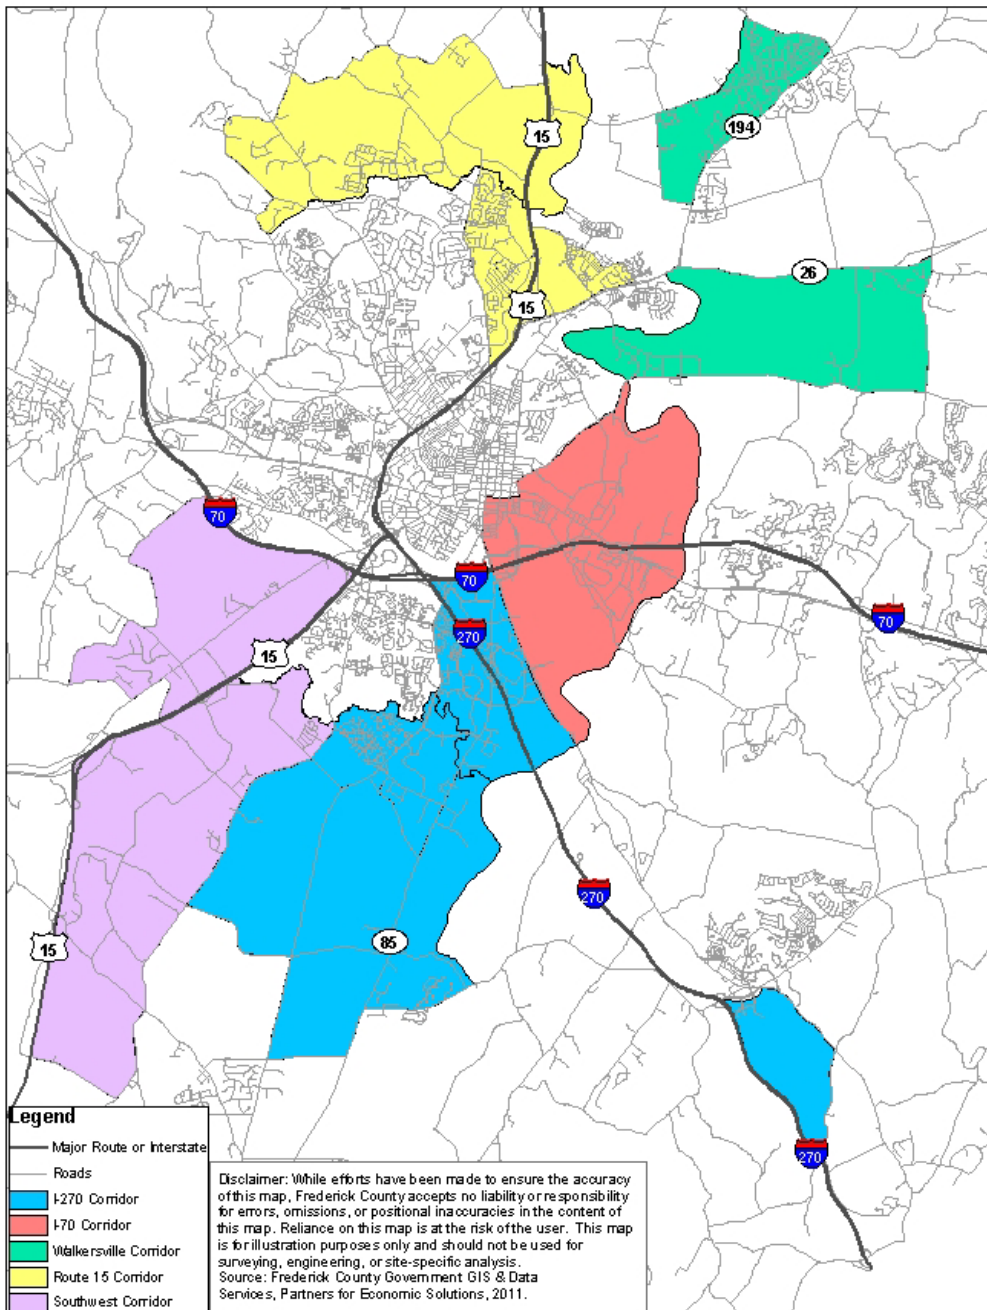 194
15
26
15
70
70
270
70
15
270
85
15
270
Legend
Major Route or Interstate
Roads
I-270 Corridor
I-70 Corridor
Walkersville Corridor
Route 15 Corridor
Southwest Corridor
Disclaimer: While efforts have been made to ensure the accuracy
of this map, Frederick County accepts no liability or responsibility
for errors, omissions, or positional inaccuracies in the content of
this map. Reliance on this map is at the risk of the user. This map
is for illustration purposes only and should not be used for
surveying, engineering, or site-specific analysis.
Source: Frederick County Government GIS & Data
Services, Partners for Economic Solutions, 2011.